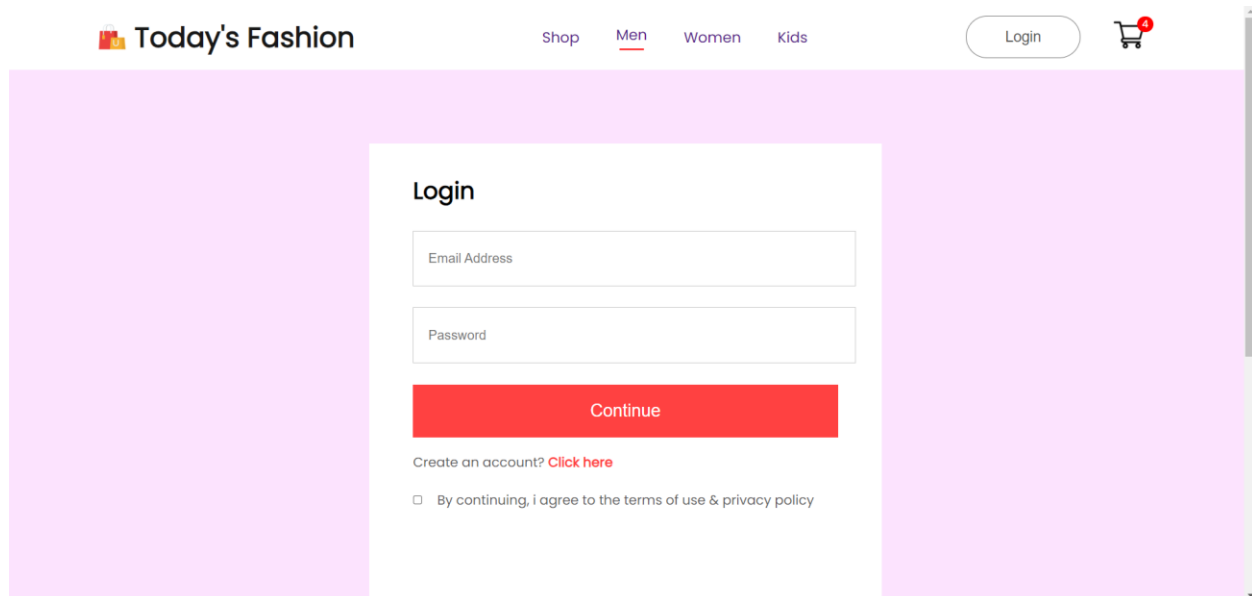 Today's Fashion
Shop Men Women Kids
Login
4
Login
Email Address
Password
Continue
Create an account? Click here
By continuing, i agree to the terms of use & privacy policy